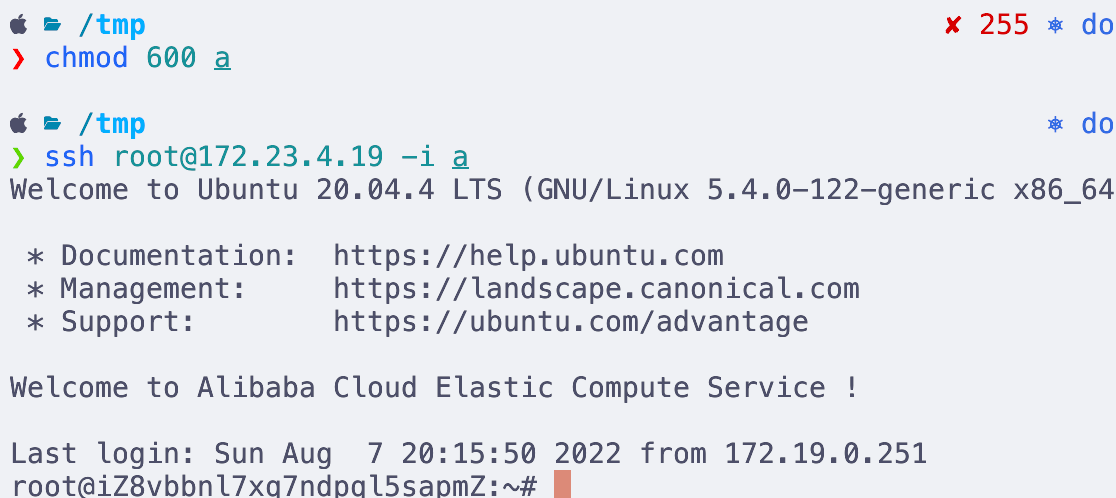 /tmp ✘ 255 ⎈ do
❯ chmod 600 a
/tmp ⎈ do
❯ ssh root@172.23.4.19 -i a
Welcome to Ubuntu 20.04.4 LTS (GNU/Linux 5.4.0-122-generic x86_64
* Documentation: https://help.ubuntu.com
* Management: https://landscape.canonical.com
* Support: https://ubuntu.com/advantage
Welcome to Alibaba Cloud Elastic Compute Service !
Last login: Sun Aug 7 20:15:50 2022 from 172.19.0.251
root@iZ8vbbnl7xg7ndpgl5sapmZ:~#